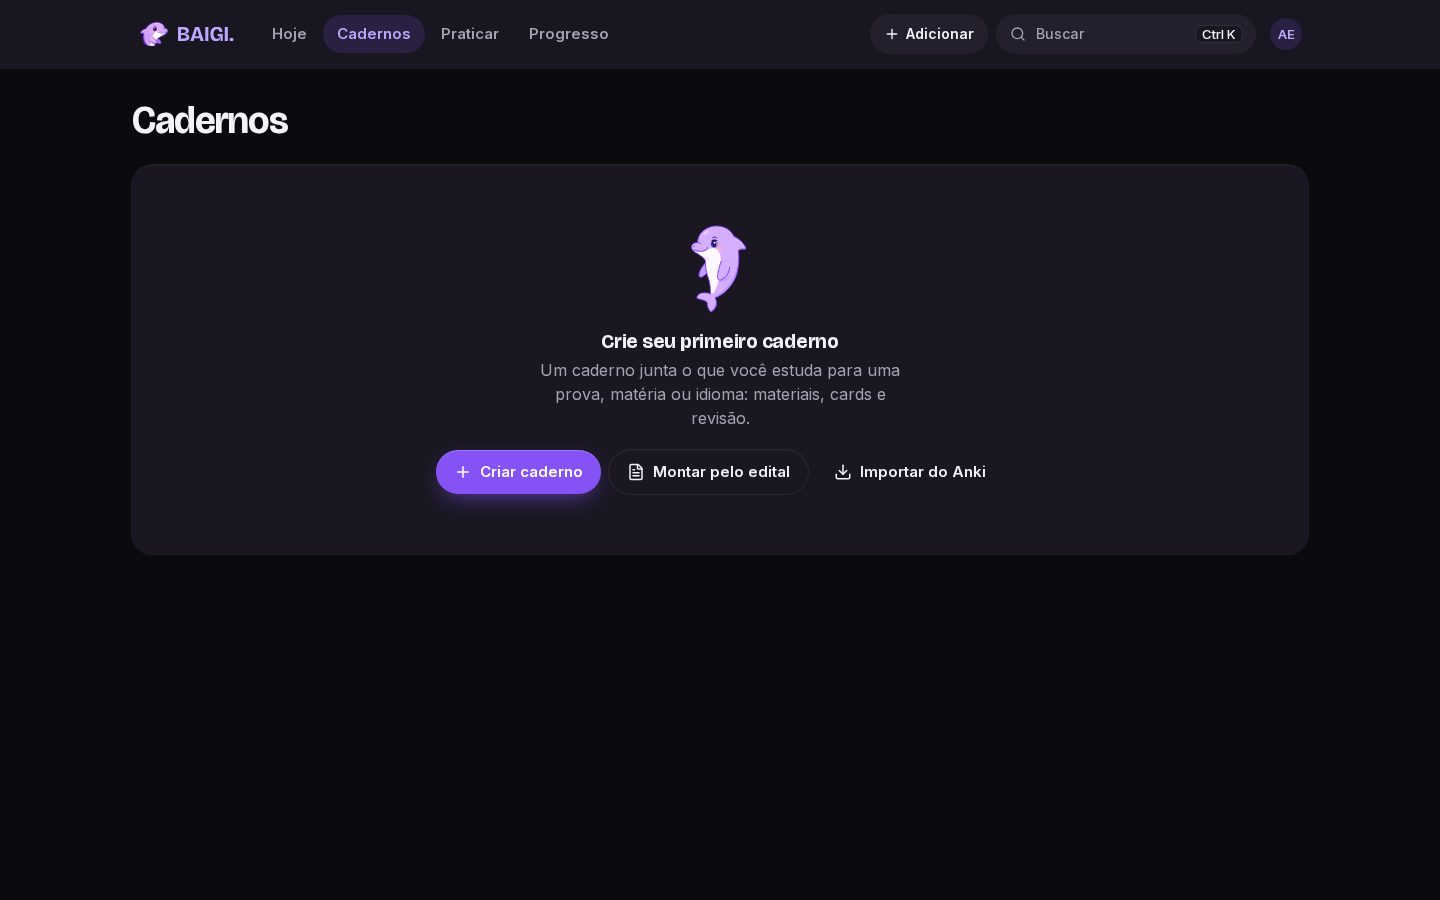 BAIGI.
Hoje
Cadernos
Praticar
Progresso
Adicionar
Buscar
Ctrl K
AE
Cadernos
Crie seu primeiro caderno
Um caderno junta o que você estuda para uma
prova, matéria ou idioma: materiais, cards e
revisão.
Criar caderno
Montar pelo edital
Importar do Anki